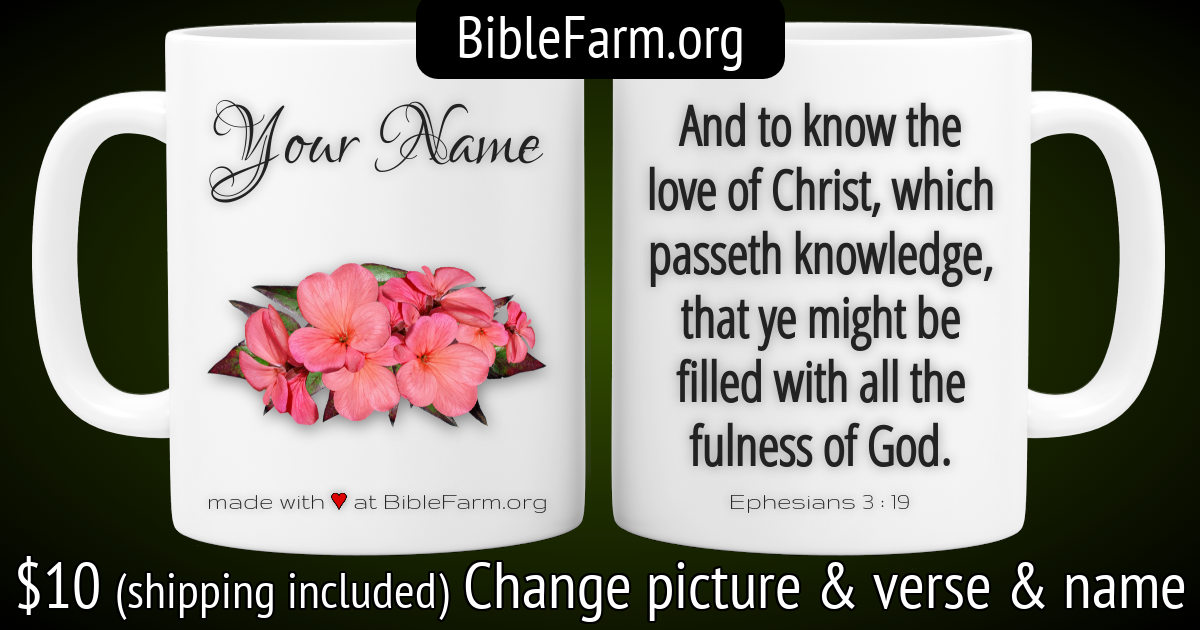 BibleFarm.org
Your Name
made with ♥ at BibleFarm.org
And to know the
love of Christ, which
passeth knowledge,
that ye might be
filled with all the
fulness of God.
Ephesians 3 : 19
$10 (shipping included) Change picture & verse & name